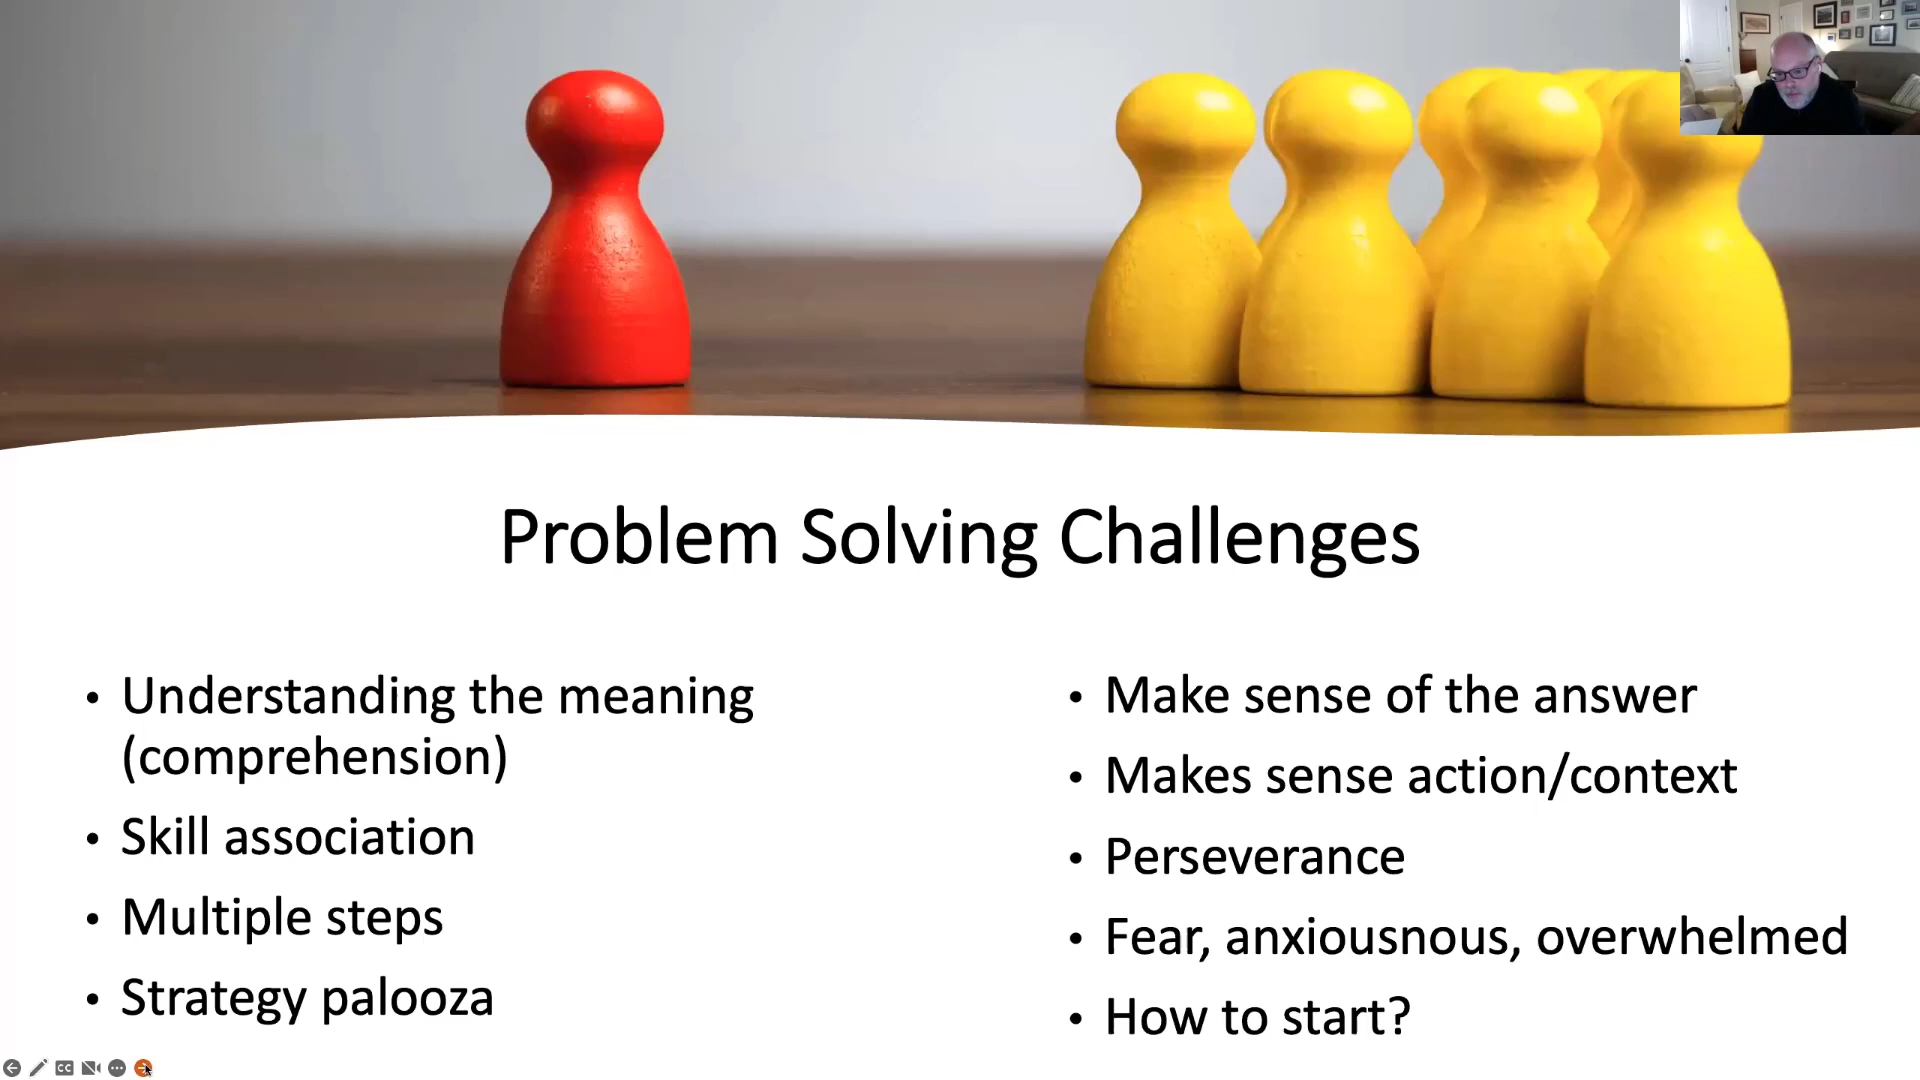 Problem Solving Challenges
• Understanding the meaning
(comprehension)
• Skill association
• Multiple steps
• Strategy palooza
• Make sense of the answer
• Makes sense action/context
• Perseverance
• Fear, anxiousnous, overwhelmed
• How to start?
CC